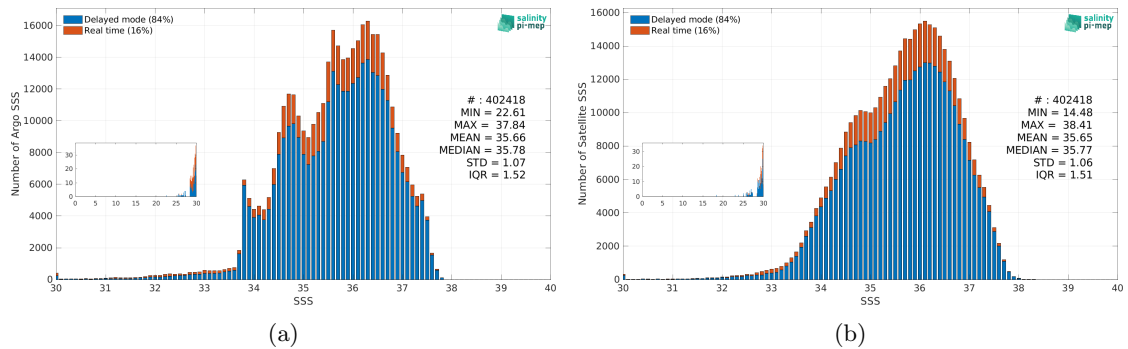 Delayed mode (84%)
Real time (16%)
salinity
pi-mep
Number of Argo SSS
16000
14000
12000
10000
8000
6000
4000
2000
0
# : 402418
MIN = 22.61
MAX = 37.84
MEAN = 35.66
MEDIAN = 35.78
STD = 1.07
IQR = 1.52
30
20
10
0
0 5 10 15 20 25 30
30 31 32 33 34 35 36 37 38 39 40
SSS
(a)
Delayed mode (84%)
Real time (16%)
salinity
pi-mep
Number of Satellite SSS
16000
14000
12000
10000
8000
6000
4000
2000
0
# : 402418
MIN = 14.48
MAX = 38.41
MEAN = 35.65
MEDIAN = 35.77
STD = 1.06
IQR = 1.51
30
20
10
0
0 5 10 15 20 25 30
30 31 32 33 34 35 36 37 38 39 40
SSS
(b)